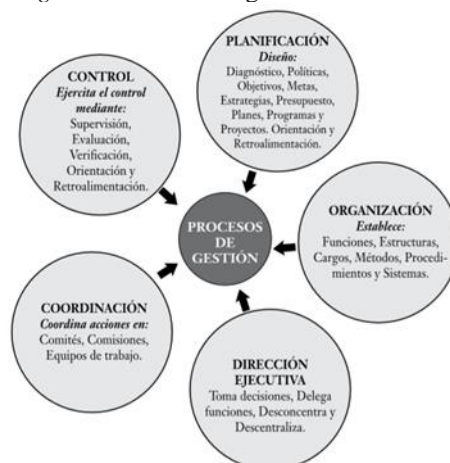 PLANIFICACIÓN
Diseño:
Diagnóstico, Políticas,
Objetivos, Metas,
Estrategias, Presupuesto,
Planes, Programas y
Proyectos. Orientación y
Retroalimentación.
CONTROL
Ejercita el control
mediante:
Supervisión,
Evaluación,
Verificación,
Orientación y
Retroalimentación.
PROCESOS
DE
GESTIÓN
ORGANIZACIÓN
Establece:
Funciones, Estructuras,
Cargos, Métodos, Procedi-
mientos y Sistemas.
COORDINACIÓN
Coordina acciones en:
Comités, Comisiones,
Equipos de trabajo.
DIRECCIÓN
EJECUTIVA
Toma decisiones, Delega
funciones, Desconcentra y
Descentraliza.